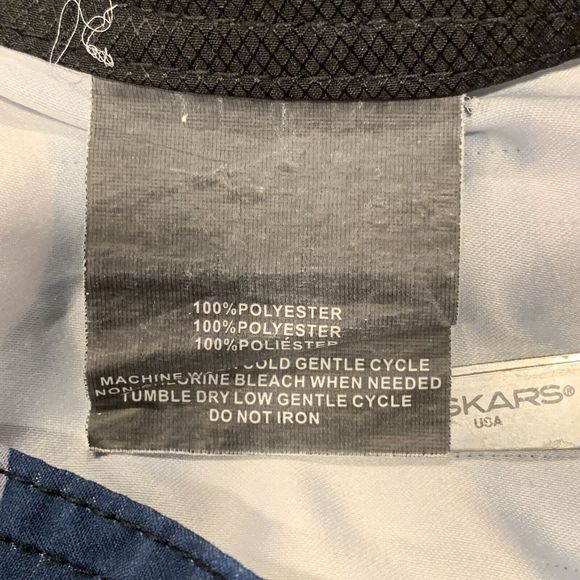 100%POLYESTER
100%POLYESTER
100%POLIÉSTER
GENTLE CYCLE
MACHINE
BLEACH WHEN NEEDED
TUMBLE DRY LOW GENTLE CYCLE
DO NOT IRON
SKARS®
USA